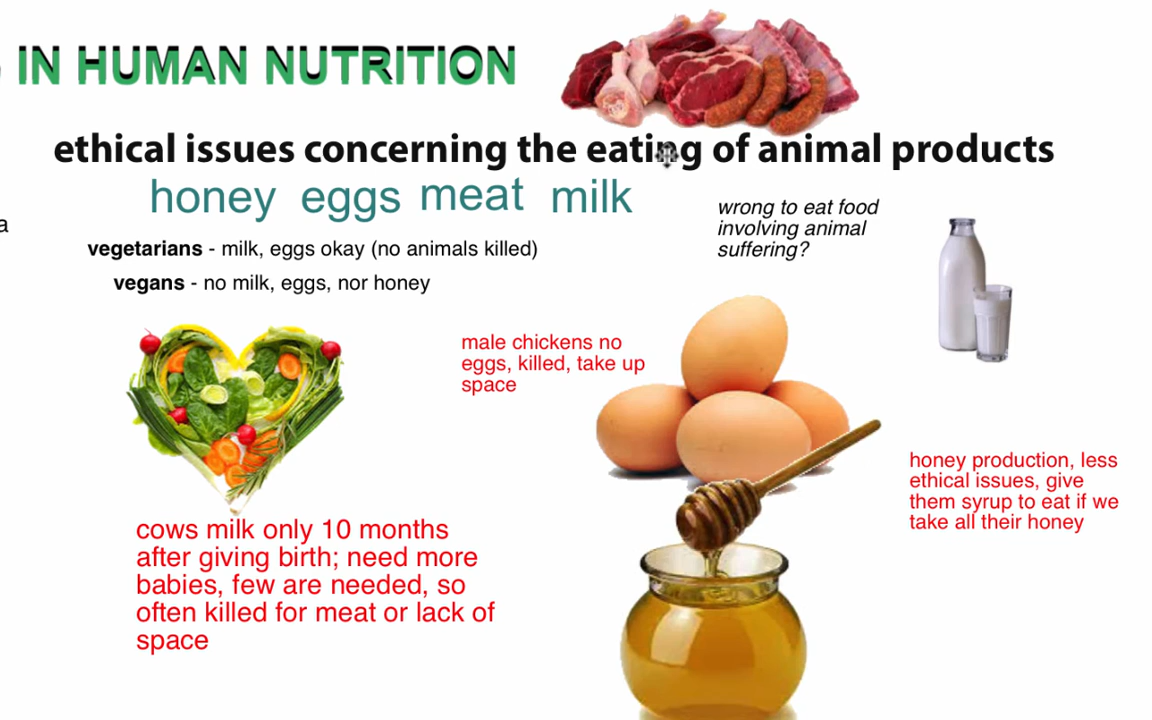 IN HUMAN NUTRITION
ethical issues concerning the eating of animal products
honey eggs meat milk
wrong to eat food
involving animal
suffering?
a
vegetarians - milk, eggs okay (no animals killed)
vegans - no milk, eggs, nor honey
male chickens no
eggs, killed, take up
space
honey production, less
ethical issues, give
them syrup to eat if we
take all their honey
cows milk only 10 months
after giving birth; need more
babies, few are needed, so
often killed for meat or lack of
space